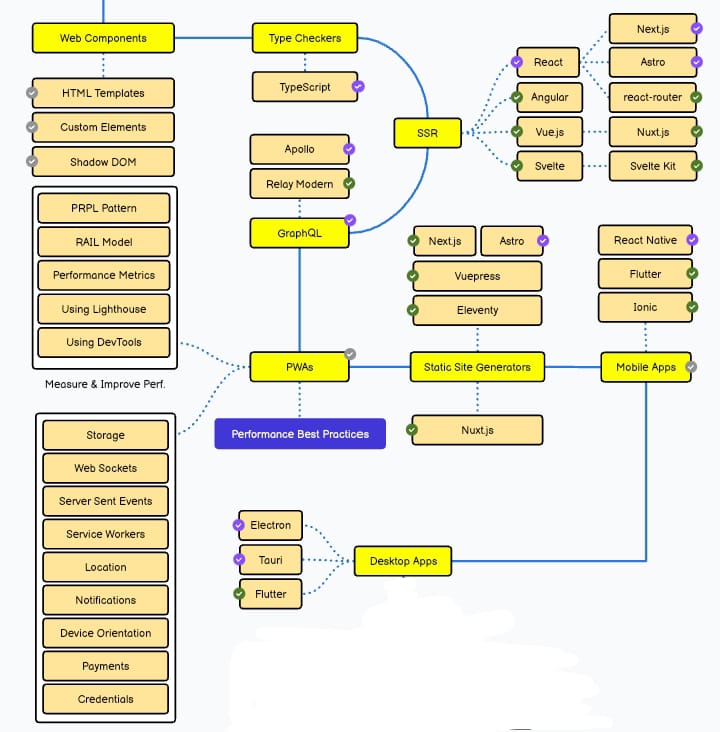 Web Components
Type Checkers
HTML Templates
Custom Elements
Shadow DOM
TypeScript
SSR
React
Angular
Vue.js
Svelte
Next.js
Astro
react-router
Nuxt.js
Svelte Kit
Apollo
Relay Modern
GraphQL
PRPL Pattern
RAIL Model
Performance Metrics
Using Lighthouse
Using DevTools
Measure & Improve Perf.
Next.js
Astro
Vuepress
Eleventy
React Native
Flutter
Ionic
PWAs
Static Site Generators
Mobile Apps
Performance Best Practices
Nuxt.js
Storage
Web Sockets
Server Sent Events
Service Workers
Location
Notifications
Device Orientation
Payments
Credentials
Electron
Tauri
Flutter
Desktop Apps